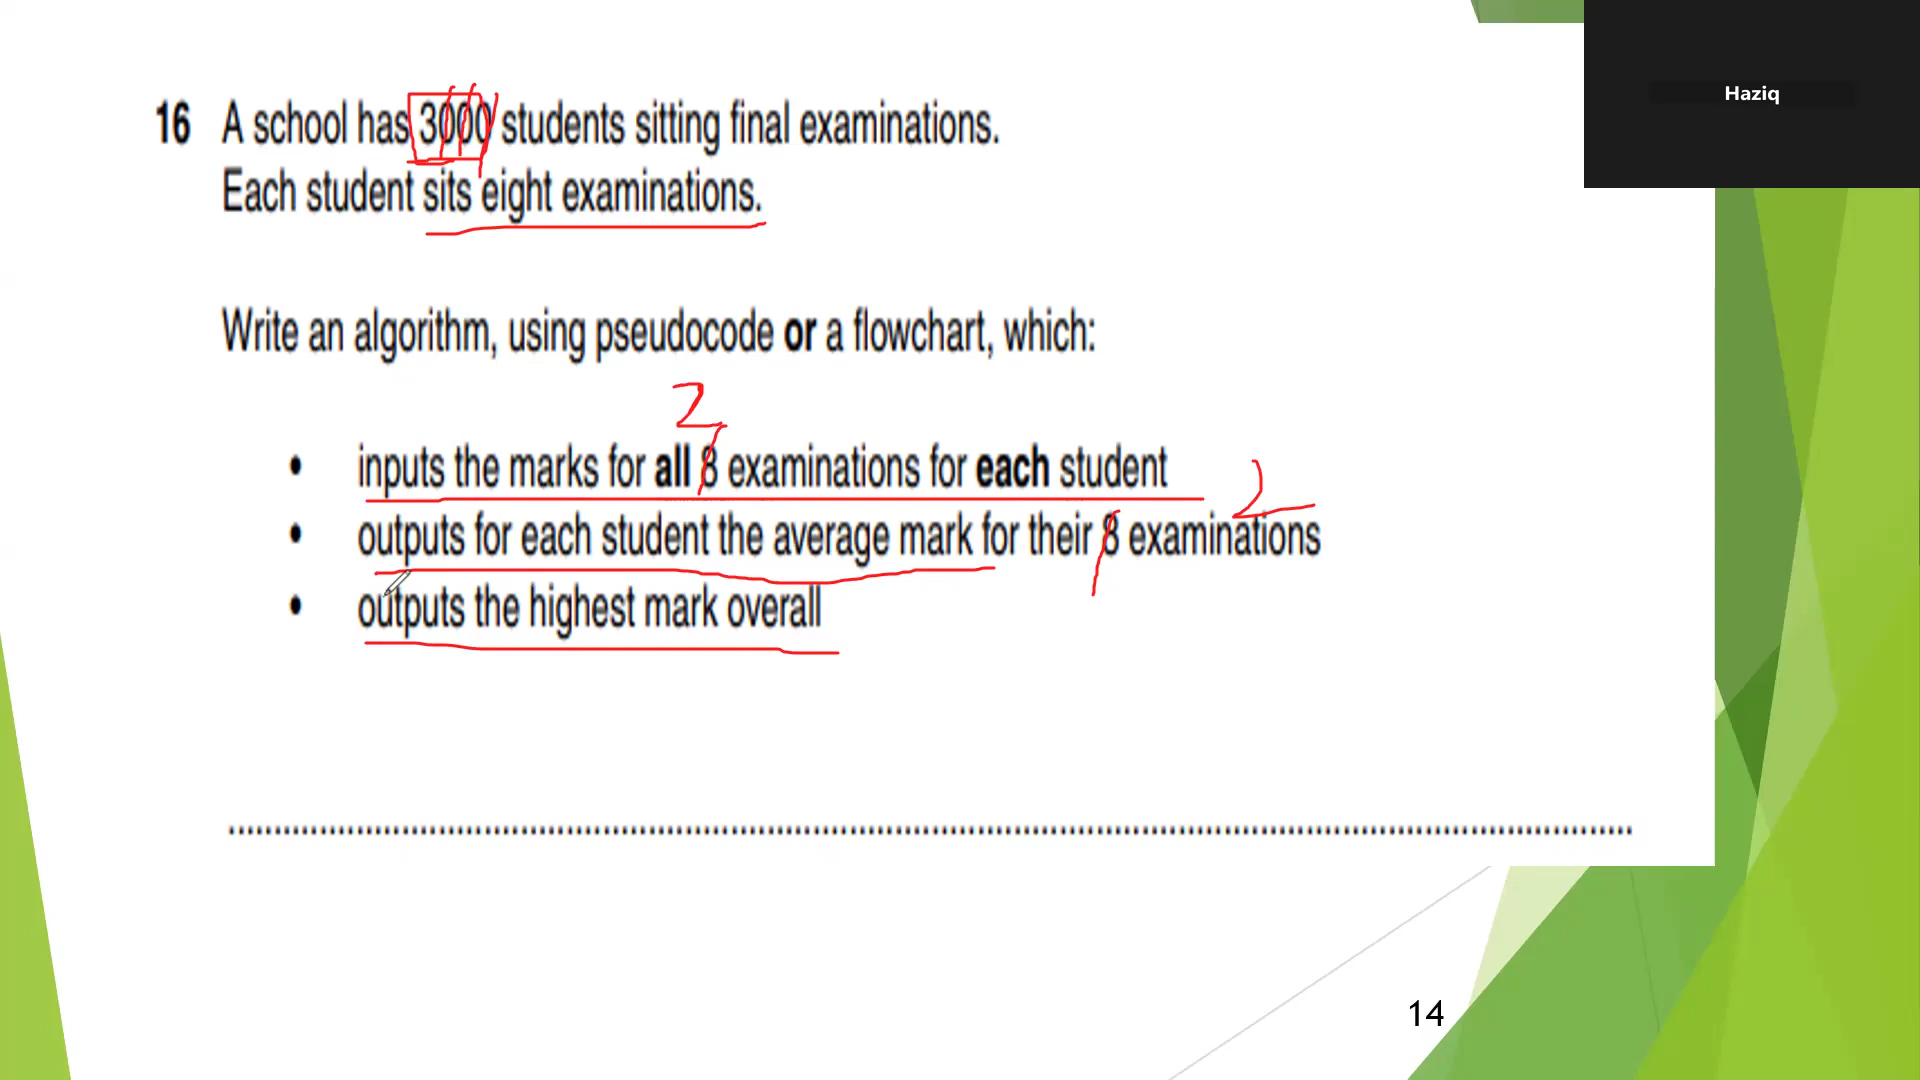 Haziq
16 A school has 3000 students sitting final examinations.
Each student sits eight examinations.
Write an algorithm, using pseudocode or a flowchart, which:
2
• inputs the marks for all 8 examinations for each student
2
• outputs for each student the average mark for their 8 examinations
• outputs the highest mark overall
14